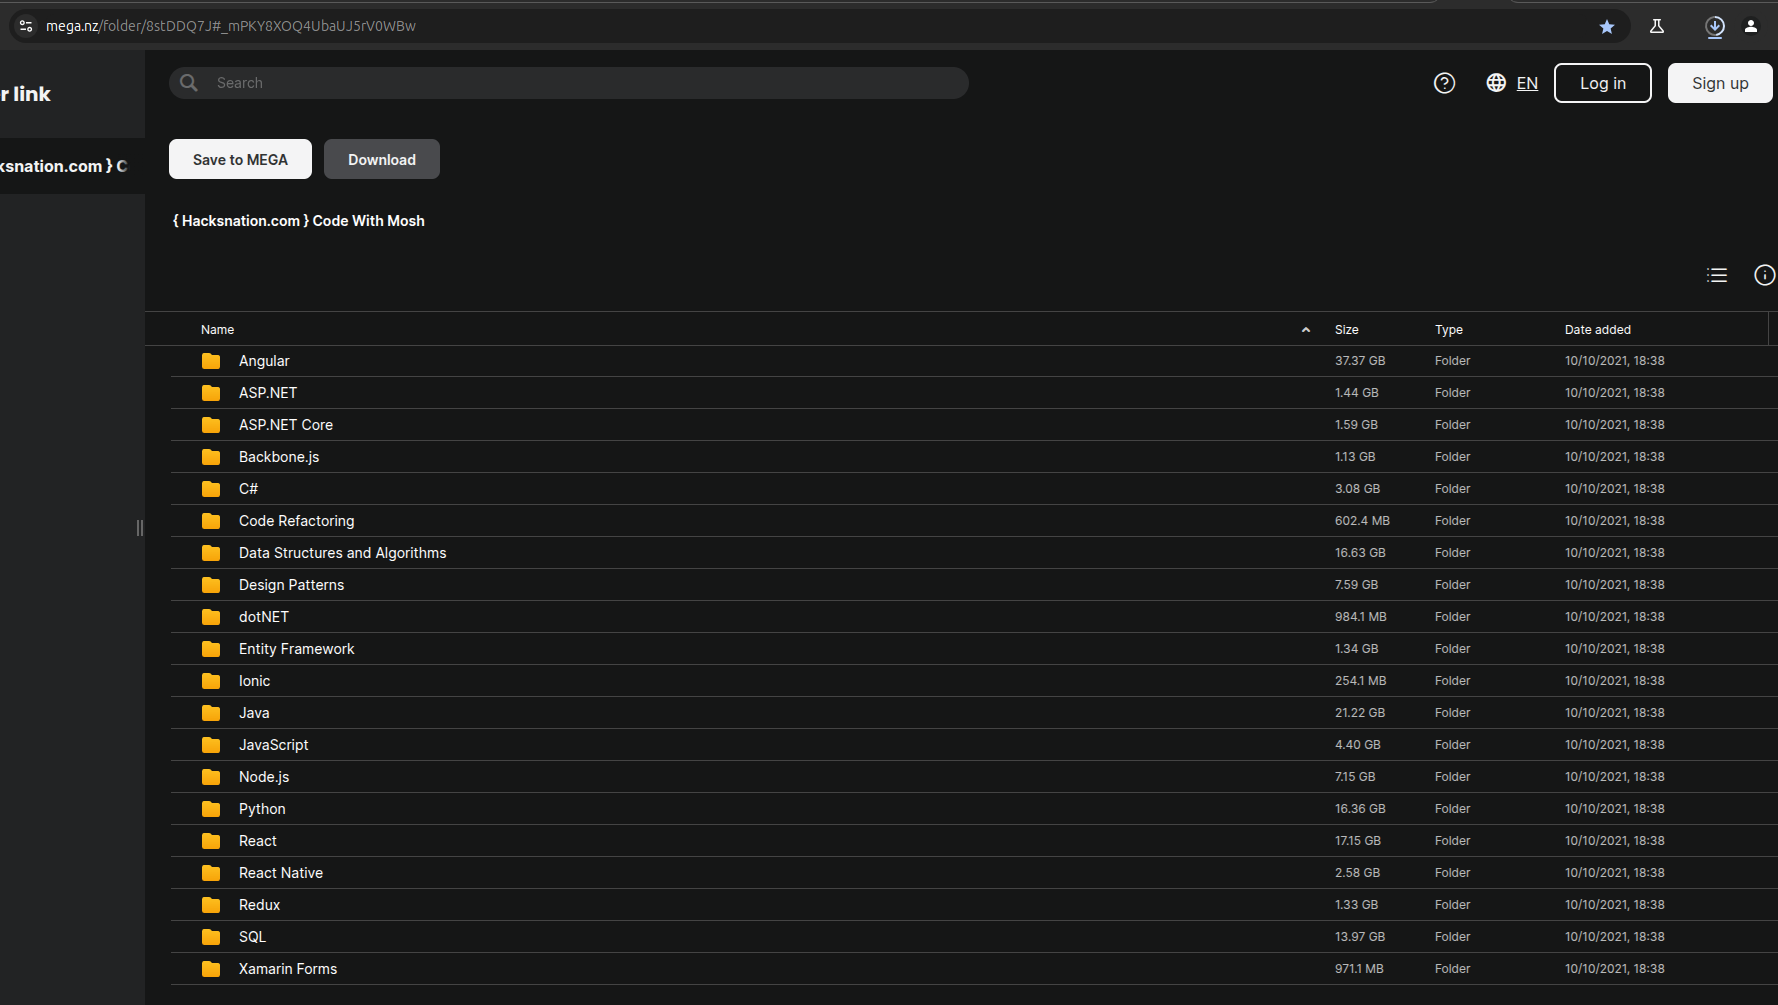 mega.nz/folder/8stDDQ7J#_mPKY8XOQ4UbaUJ5rV0WBw
r link
Search
EN
Log in
Sign up
ksnation.com } C
Save to MEGA
Download
{ Hacksnation.com } Code With Mosh
Name Size Type Date added
Angular 37.37 GB Folder 10/10/2021, 18:38
ASP.NET 1.44 GB Folder 10/10/2021, 18:38
ASP.NET Core 1.59 GB Folder 10/10/2021, 18:38
Backbone.js 1.13 GB Folder 10/10/2021, 18:38
C# 3.08 GB Folder 10/10/2021, 18:38
Code Refactoring 602.4 MB Folder 10/10/2021, 18:38
Data Structures and Algorithms 16.63 GB Folder 10/10/2021, 18:38
Design Patterns 7.59 GB Folder 10/10/2021, 18:38
dotNET 984.1 MB Folder 10/10/2021, 18:38
Entity Framework 1.34 GB Folder 10/10/2021, 18:38
Ionic 254.1 MB Folder 10/10/2021, 18:38
Java 21.22 GB Folder 10/10/2021, 18:38
JavaScript 4.40 GB Folder 10/10/2021, 18:38
Node.js 7.15 GB Folder 10/10/2021, 18:38
Python 16.36 GB Folder 10/10/2021, 18:38
React 17.15 GB Folder 10/10/2021, 18:38
React Native 2.58 GB Folder 10/10/2021, 18:38
Redux 1.33 GB Folder 10/10/2021, 18:38
SQL 13.97 GB Folder 10/10/2021, 18:38
Xamarin Forms 971.1 MB Folder 10/10/2021, 18:38